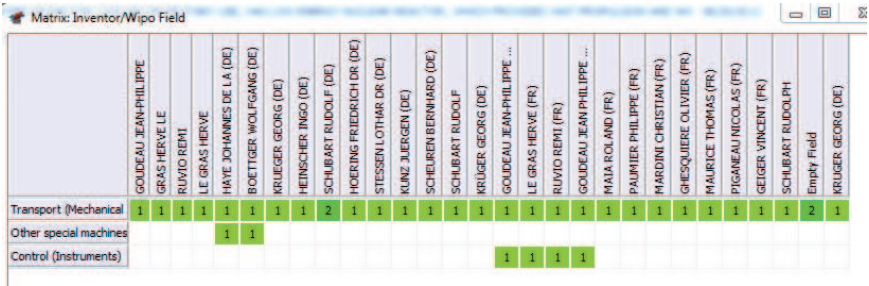 Matrix: Inventor/Wipo Field
GOUDEAU JEAN-PHILIPPE
GRAS HERVE LE
RUVIO REMI
LE GRAS HERVE
HAYE JOHANNES DE LA (DE)
BOETTGER WOLFGANG (DE)
KRUEGER GEORG (DE)
HEINSCHER INGO (DE)
SCHUBART RUDOLF (DE)
HOERING FRIEDRICH DR (DE)
STESSEN LOTHAR DR (DE)
KUNZ JUERGEN (DE)
SCHEUREN BERNHARD (DE)
SCHUBART RUDOLF
KRÜGER GEORG (DE)
GOUDEAU JEAN-PHILIPPE ...
LE GRAS HERVE (FR)
RUVIO REMI (FR)
GOUDEAU JEAN PHILIPPE ...
MAIA ROLAND (FR)
PAUMIER PHILIPPE (FR)
MARDINI CHRISTIAN (FR)
GHESQUIERE OLIVIER (FR)
MAURICE THOMAS (FR)
PIGANEAU NICOLAS (FR)
GEIGER VINCENT (FR)
SCHUBART RUDOLPH
Empty Field
KRUGER GEORG (DE)
Transport (Mechanical 1 1 1 1 1 1 1 1 2 1 1 1 1 1 1 1 1 1 1 1 1 1 1 1 1 1 1 2 1
Other special machines 1 1
Control (Instruments) 1 1 1 1